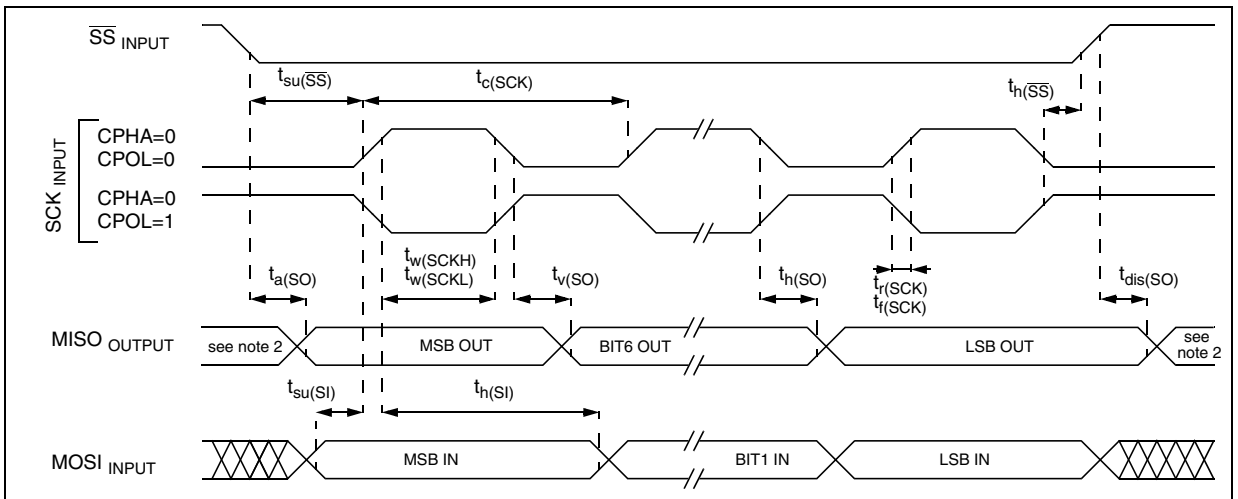 SS INPUT
tsu(SS)
tc(SCK)
th(SS)
SCK INPUT
CPHA=0
CPOL=0
CPHA=0
CPOL=1
ta(SO)
tw(SCKH)
tw(SCKL)
tv(SO)
th(SO)
tr(SCK)
tf(SCK)
tdis(SO)
MISO OUTPUT
see note 2
MSB OUT
BIT6 OUT
LSB OUT
see
note 2
tsu(SI)
th(SI)
MOSI INPUT
MSB IN
BIT1 IN
LSB IN